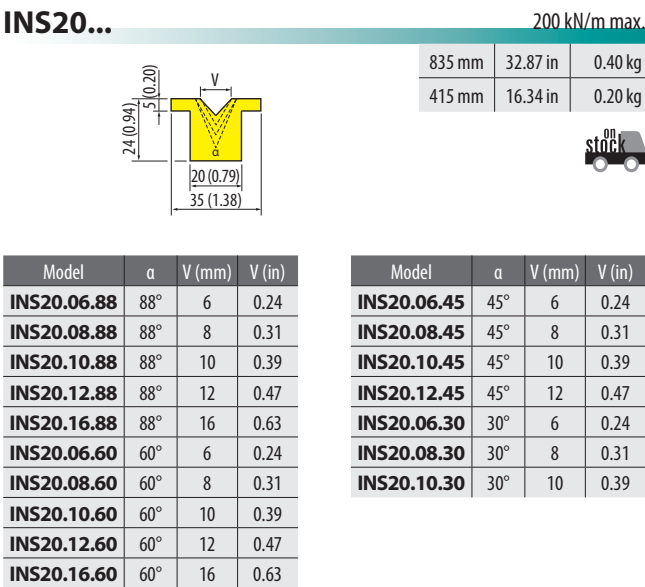 INS20...
200 kN/m max.
835 mm 32.87 in 0.40 kg
415 mm 16.34 in 0.20 kg
on
stock
V
5 (0.20)
24 (0.94)
α
20 (0.79)
35 (1.38)
Model α V (mm) V (in)
INS20.06.88 88° 6 0.24
INS20.08.88 88° 8 0.31
INS20.10.88 88° 10 0.39
INS20.12.88 88° 12 0.47
INS20.16.88 88° 16 0.63
INS20.06.60 60° 6 0.24
INS20.08.60 60° 8 0.31
INS20.10.60 60° 10 0.39
INS20.12.60 60° 12 0.47
INS20.16.60 60° 16 0.63
Model α V (mm) V (in)
INS20.06.45 45° 6 0.24
INS20.08.45 45° 8 0.31
INS20.10.45 45° 10 0.39
INS20.12.45 45° 12 0.47
INS20.06.30 30° 6 0.24
INS20.08.30 30° 8 0.31
INS20.10.30 30° 10 0.39